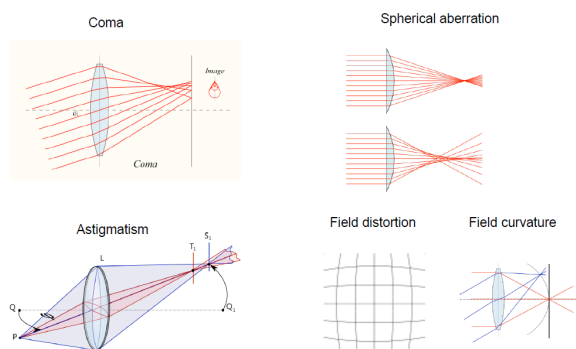 Coma
Spherical aberration
Image
Coma
Astigmatism
Field distortion
Field curvature
L
T₁
S₁
Q
Q₁
P